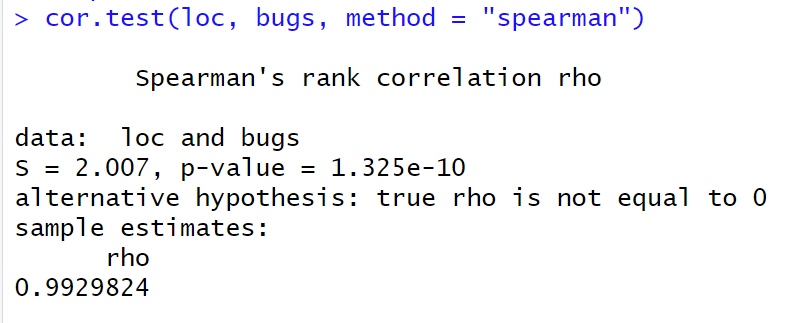 > cor.test(loc, bugs, method = "spearman")
Spearman's rank correlation rho
data:  loc and bugs
S = 2.007, p-value = 1.325e-10
alternative hypothesis: true rho is not equal to 0
sample estimates:
rho
0.9929824